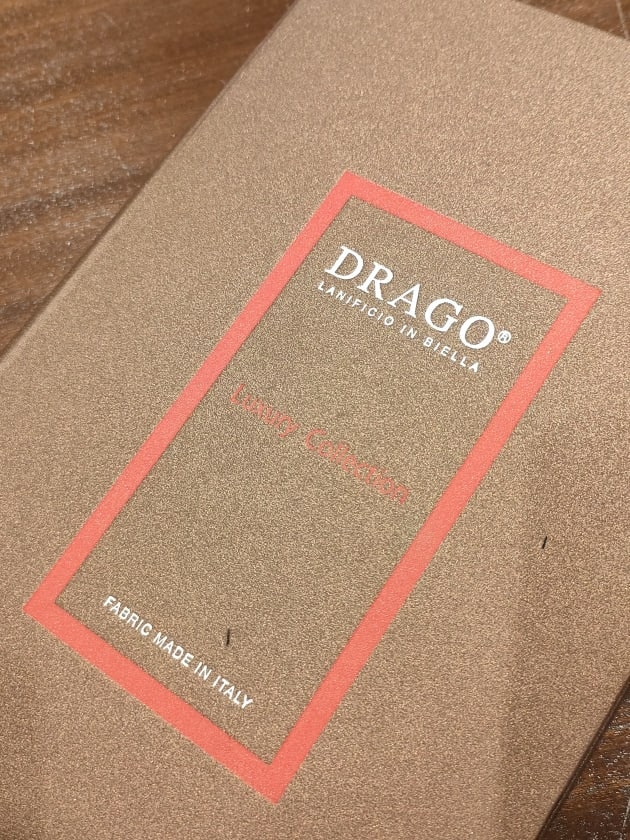 DRAGO®
LANIFICIO IN BIELLA
Luxury Collection
FABRIC MADE IN ITALY